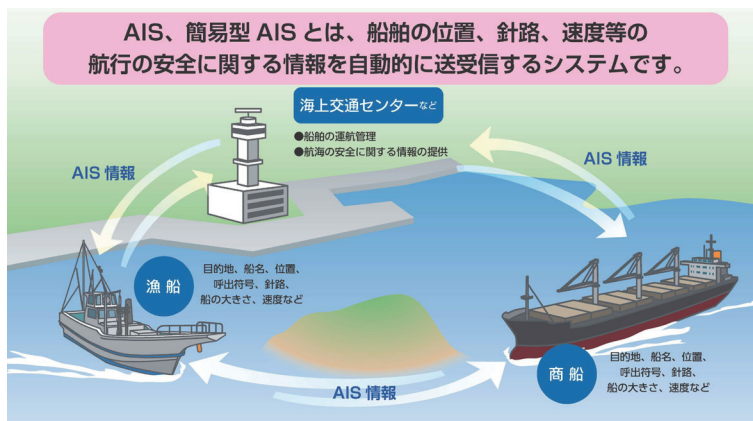 AIS、簡易型 AIS とは、船舶の位置、針路、速度等の
航行の安全に関する情報を自動的に送受信するシステムです。
海上交通センターなど
●船舶の運航管理
●航海の安全に関する情報の提供
AIS 情報
AIS 情報
漁船
目的地、船名、位置、
呼出符号、針路、
船の大きさ、速度など
商船
目的地、船名、位置、
呼出符号、針路、
船の大きさ、速度など
AIS 情報